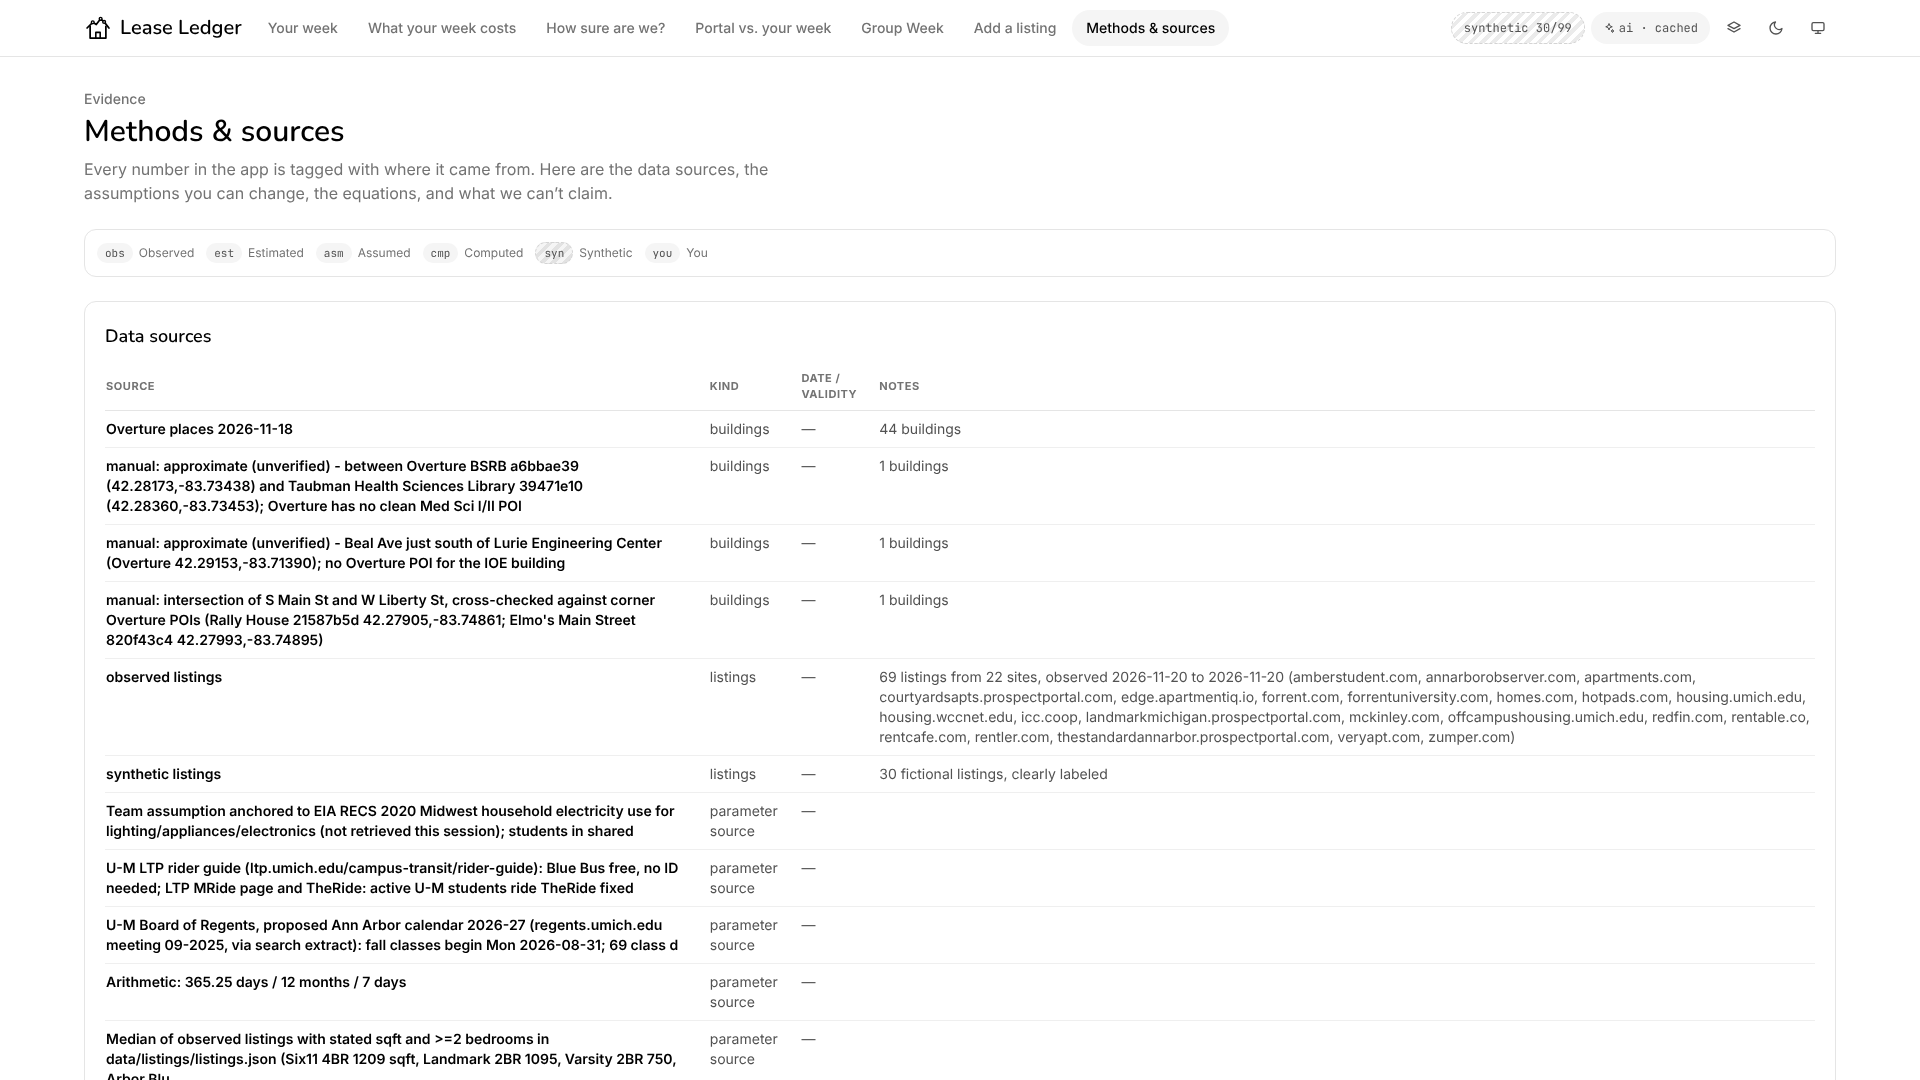 Lease Ledger Your week What your week costs How sure are we? Portal vs. your week Group Week Add a listing Methods & sources synthetic 30/99 ai · cached
Evidence
Methods & sources
Every number in the app is tagged with where it came from. Here are the data sources, the
assumptions you can change, the equations, and what we can’t claim.
obs Observed est Estimated asm Assumed cmp Computed syn Synthetic you You
Data sources
SOURCE KIND DATE / VALIDITY NOTES
Overture places 2026-11-18 buildings — 44 buildings
manual: approximate (unverified) - between Overture BSRB a6bbae39 buildings — 1 buildings
(42.28173,-83.73438) and Taubman Health Sciences Library 39471e10
(42.28360,-83.73453); Overture has no clean Med Sci I/II POI
manual: approximate (unverified) - Beal Ave just south of Lurie Engineering Center buildings — 1 buildings
(Overture 42.29153,-83.71390); no Overture POI for the IOE building
manual: intersection of S Main St and W Liberty St, cross-checked against corner buildings — 1 buildings
Overture POIs (Rally House 21587b5d 42.27905,-83.74861; Elmo's Main Street
820f43c4 42.27993,-83.74895)
observed listings listings — 69 listings from 22 sites, observed 2026-11-20 to 2026-11-20 (amberstudent.com, annarborobserver.com, apartments.com,
courtyardsapts.prospectportal.com, edge.apartmentiq.io, forrent.com, forrentuniversity.com, homes.com, hotpads.com, housing.umich.edu,
housing.wccnet.edu, icc.coop, landmarkmichigan.prospectportal.com, mckinley.com, offcampushousing.umich.edu, redfin.com, rentable.co,
rentcafe.com, rentler.com, thestandardannarbor.prospectportal.com, veryapt.com, zumper.com)
synthetic listings listings — 30 fictional listings, clearly labeled
Team assumption anchored to EIA RECS 2020 Midwest household electricity use for parameter —
lighting/appliances/electronics (not retrieved this session); students in shared source
U-M LTP rider guide (ltp.umich.edu/campus-transit/rider-guide): Blue Bus free, no ID parameter —
needed; LTP MRide page and TheRide: active U-M students ride TheRide fixed source
U-M Board of Regents, proposed Ann Arbor calendar 2026-27 (regents.umich.edu parameter —
meeting 09-2025, via search extract): fall classes begin Mon 2026-08-31; 69 class d source
Arithmetic: 365.25 days / 12 months / 7 days parameter —
source
Median of observed listings with stated sqft and >=2 bedrooms in parameter —
data/listings/listings.json (Six11 4BR 1209 sqft, Landmark 2BR 1095, Varsity 2BR 750, source
Arbor Blu